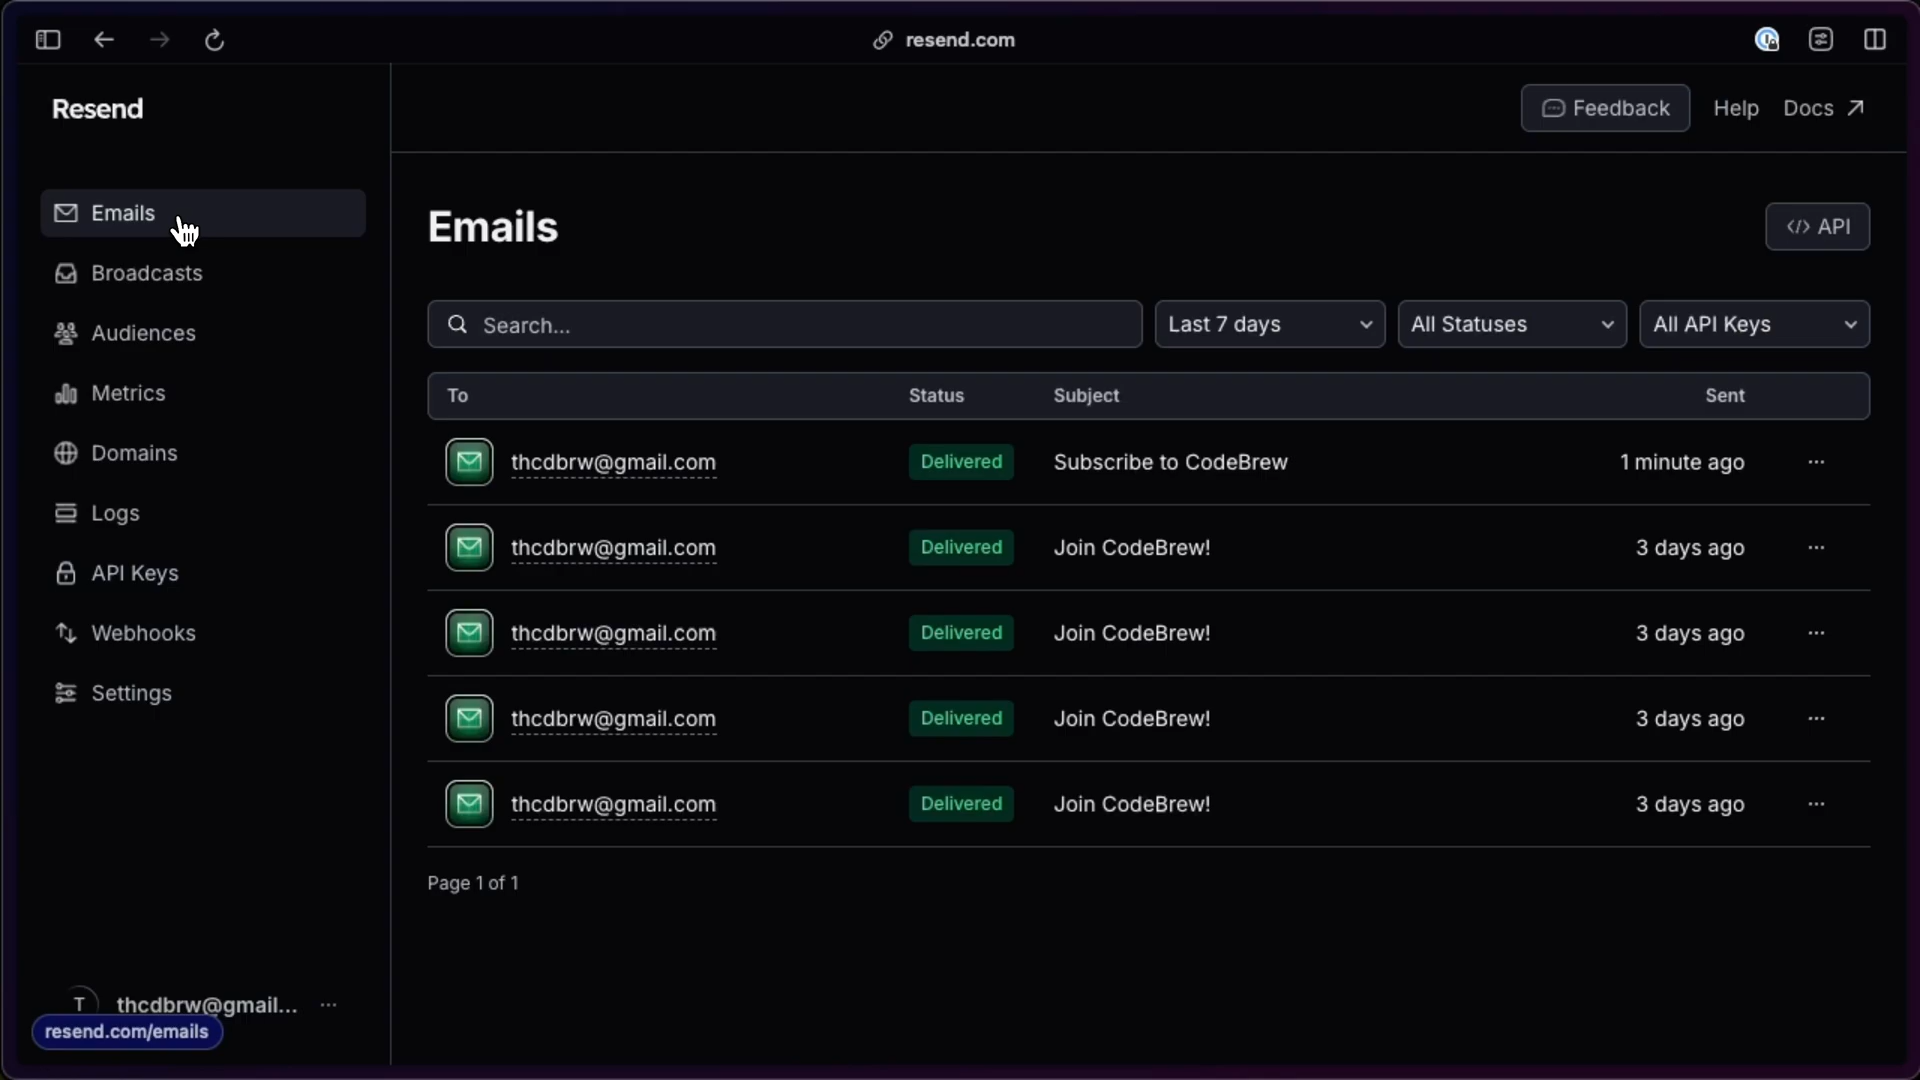 resend.com
Resend
Feedback Help Docs
Emails
Broadcasts
Audiences
Metrics
Domains
Logs
API Keys
Webhooks
Settings
T thcdbrw@gmail...
resend.com/emails
Emails
</> API
Search...
Last 7 days
All Statuses
All API Keys
To Status Subject Sent
thcdbrw@gmail.com Delivered Subscribe to CodeBrew 1 minute ago
thcdbrw@gmail.com Delivered Join CodeBrew! 3 days ago
thcdbrw@gmail.com Delivered Join CodeBrew! 3 days ago
thcdbrw@gmail.com Delivered Join CodeBrew! 3 days ago
thcdbrw@gmail.com Delivered Join CodeBrew! 3 days ago
Page 1 of 1